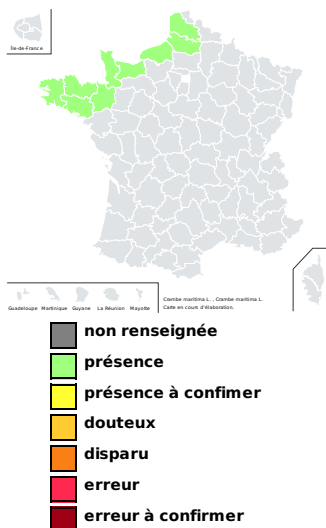 Île-de-France
Guadeloupe Martinique Guyane La Réunion Mayotte
Crambe maritima L. , Crambe maritima L.
Carte en cours d'élaboration.
non renseignée
présence
présence à confimer
douteux
disparu
erreur
erreur à confirmer